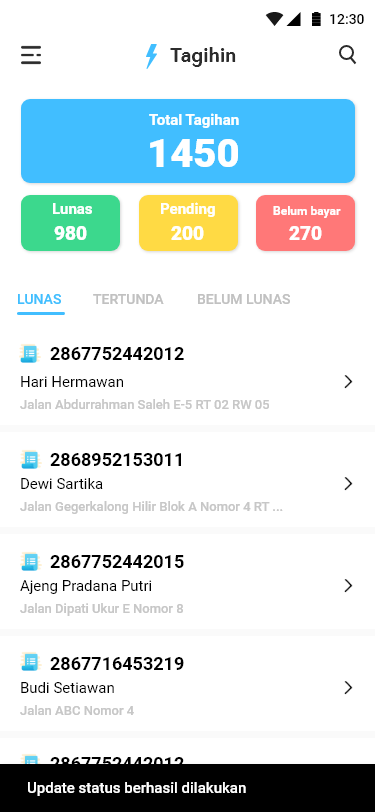 12:30
Tagihin
Total Tagihan
1450
Lunas
980
Pending
200
Belum bayar
270
LUNAS
TERTUNDA
BELUM LUNAS
2867752442012
Hari Hermawan
Jalan Abdurrahman Saleh E-5 RT 02 RW 05
2868952153011
Dewi Sartika
Jalan Gegerkalong Hilir Blok A Nomor 4 RT ...
2867752442015
Ajeng Pradana Putri
Jalan Dipati Ukur E Nomor 8
2867716453219
Budi Setiawan
Jalan ABC Nomor 4
2867752442012
Update status berhasil dilakukan